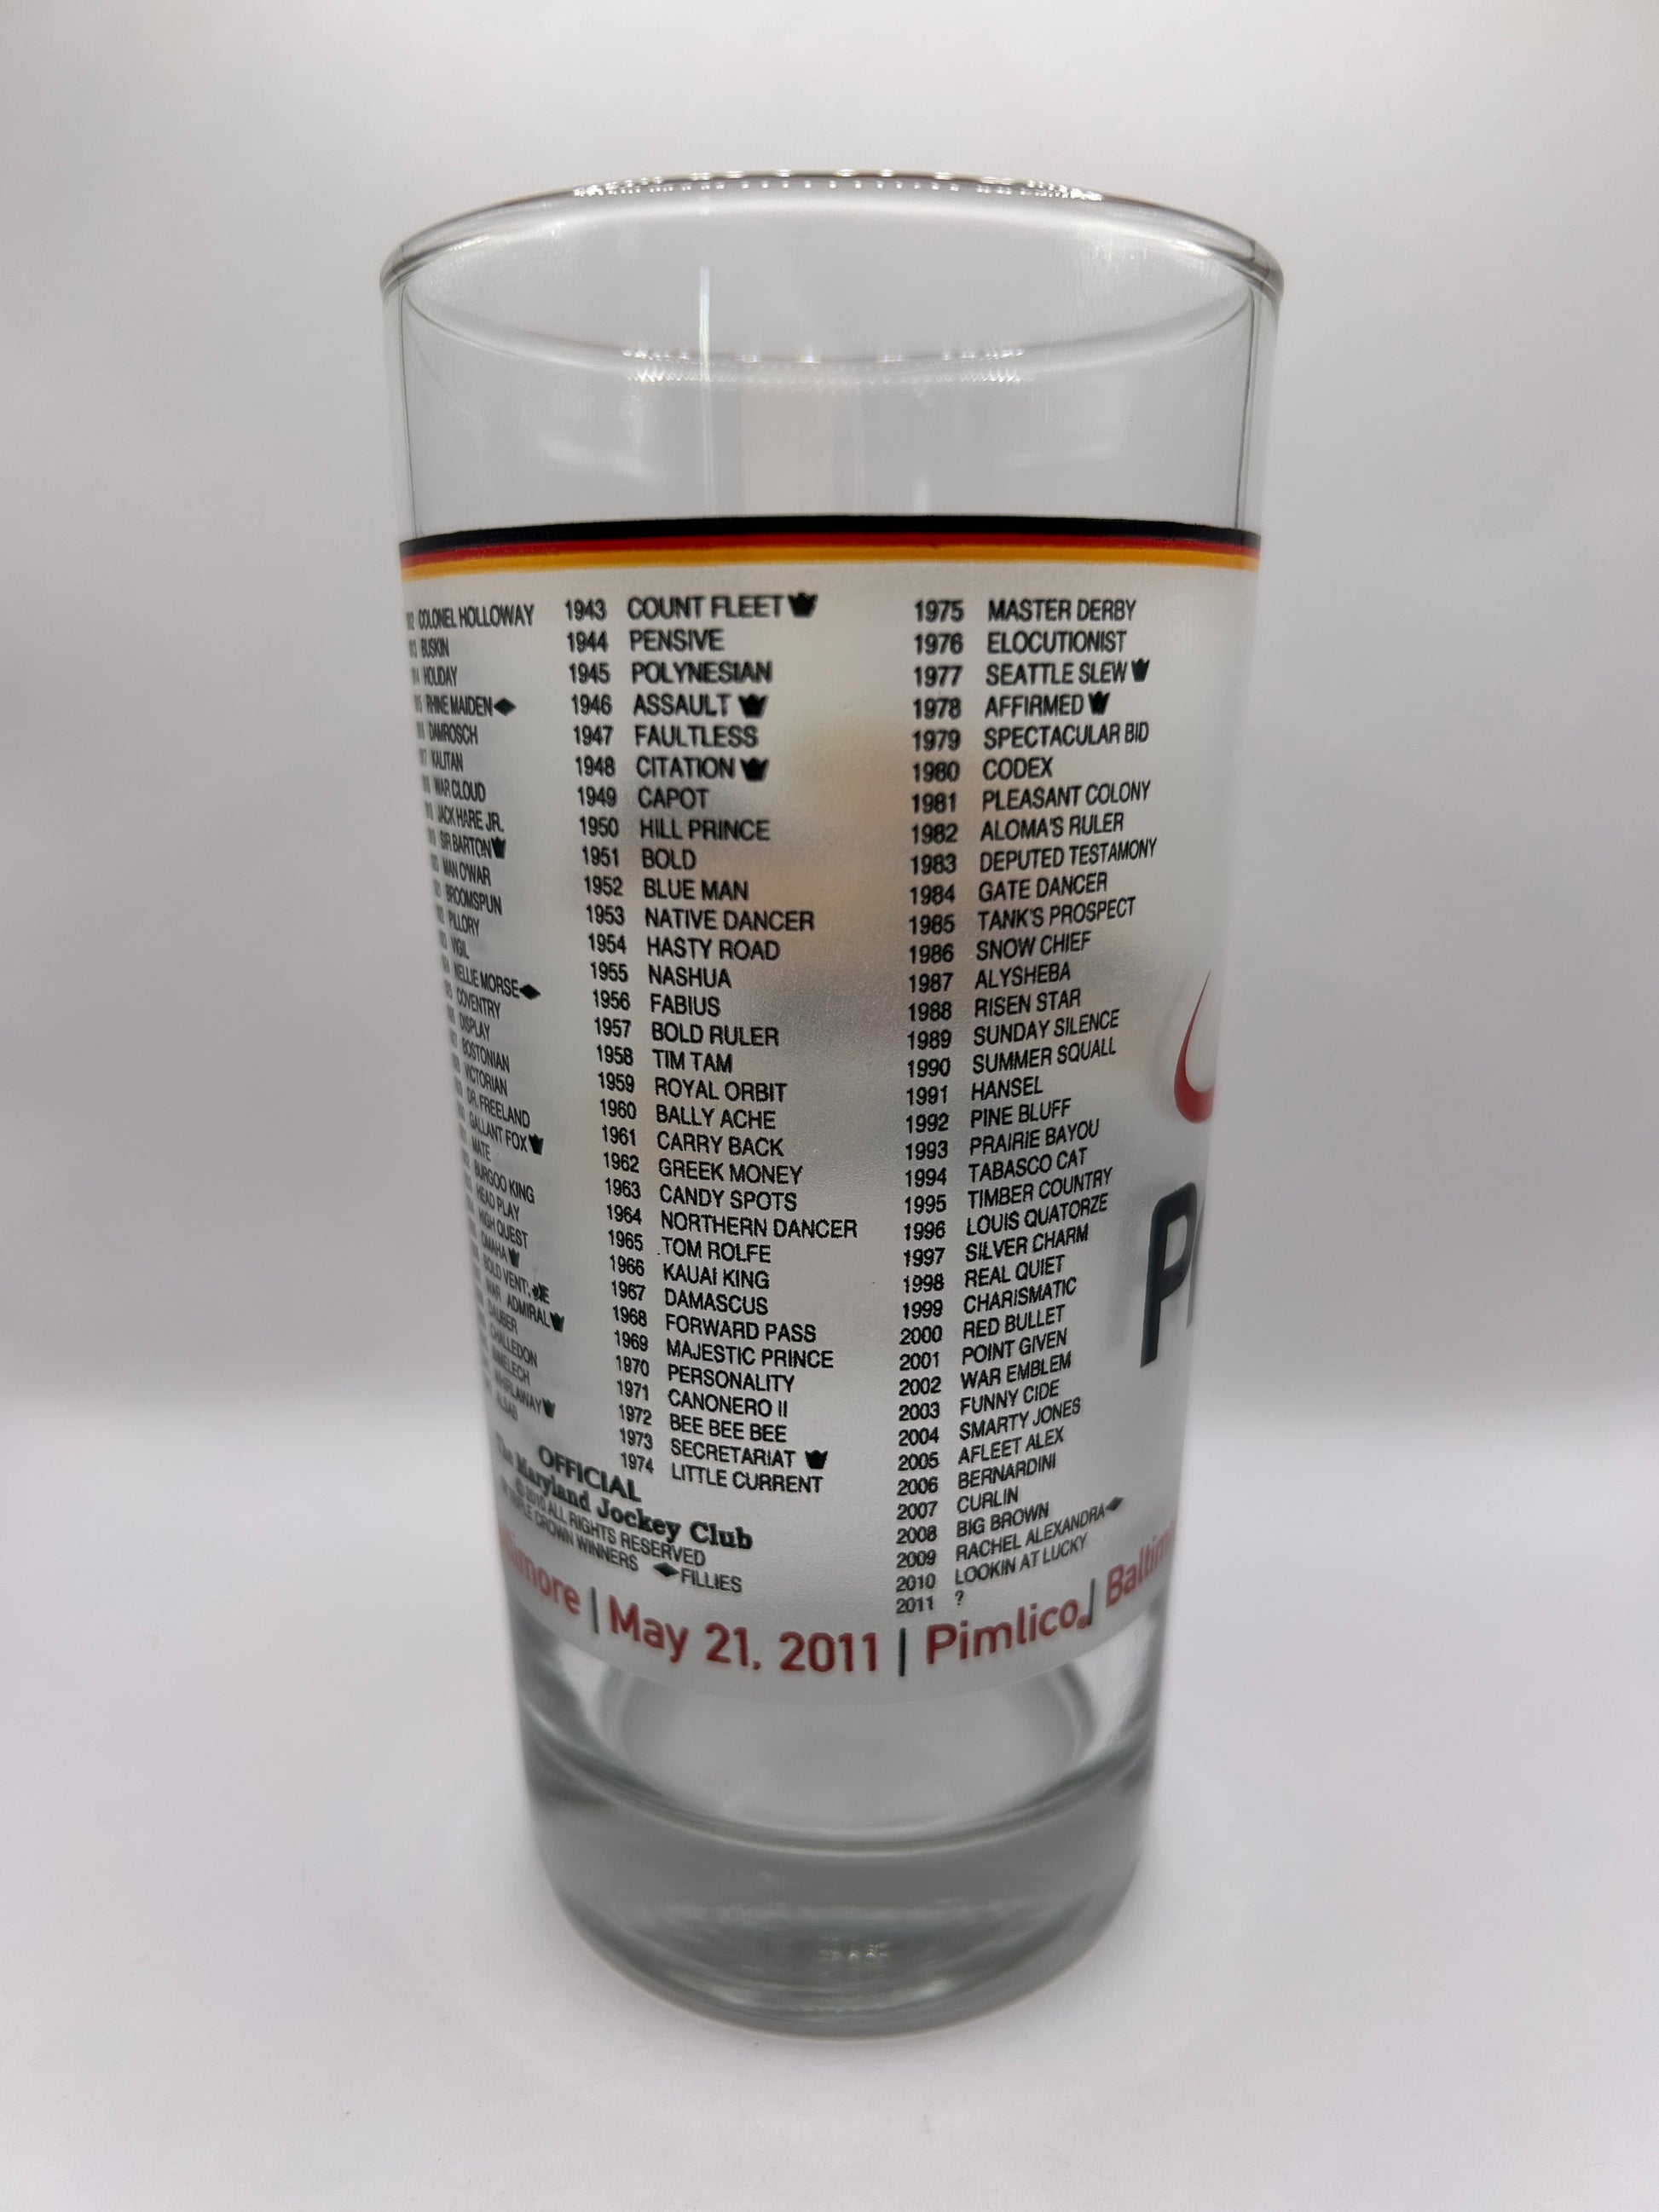 COLONEL HOLLOWAY
BUSKIN
HOLIDAY
RHINE MAIDEN
DAMROSCH
KALITAN
WAR CLOUD
JACK HARE JR.
SIR BARTON
MAN O'WAR
BROOMSPUN
PILLORY
VIGIL
NELLIE MORSE
COVENTRY
DISPLAY
BOSTONIAN
VICTORIAN
DR. FREELAND
GALLANT FOX
MATE
BURGOO KING
HEAD PLAY
HIGH QUEST
OMAHA
BOLD
WAR ADMIRAL
DAUBER
CHALLEDON
BIMELECH
WHIRLAWAY
ALSAB
1943 COUNT FLEET
1944 PENSIVE
1945 POLYNESIAN
1946 ASSAULT
1947 FAULTLESS
1948 CITATION
1949 CAPOT
1950 HILL PRINCE
1951 BOLD
1952 BLUE MAN
1953 NATIVE DANCER
1954 HASTY ROAD
1955 NASHUA
1956 FABIUS
1957 BOLD RULER
1958 TIM TAM
1959 ROYAL ORBIT
1960 BALLY ACHE
1961 CARRY BACK
1962 GREEK MONEY
1963 CANDY SPOTS
1964 NORTHERN DANCER
1965 TOM ROLFE
1966 KAUAI KING
1967 DAMASCUS
1968 FORWARD PASS
1969 MAJESTIC PRINCE
1970 PERSONALITY
1971 CANONERO II
1972 BEE BEE BEE
1973 SECRETARIAT
1974 LITTLE CURRENT
1975 MASTER DERBY
1976 ELOCUTIONIST
1977 SEATTLE SLEW
1978 AFFIRMED
1979 SPECTACULAR BID
1980 CODEX
1981 PLEASANT COLONY
1982 ALOMA'S RULER
1983 DEPUTED TESTAMONY
1984 GATE DANCER
1985 TANK'S PROSPECT
1986 SNOW CHIEF
1987 ALYSHEBA
1988 RISEN STAR
1989 SUNDAY SILENCE
1990 SUMMER SQUALL
1991 HANSEL
1992 PINE BLUFF
1993 PRAIRIE BAYOU
1994 TABASCO CAT
1995 TIMBER COUNTRY
1996 LOUIS QUATORZE
1997 SILVER CHARM
1998 REAL QUIET
1999 CHARISMATIC
2000 RED BULLET
2001 POINT GIVEN
2002 WAR EMBLEM
2003 FUNNY CIDE
2004 SMARTY JONES
2005 AFLEET ALEX
2006 BERNARDINI
2007 CURLIN
2008 BIG BROWN
2009 RACHEL ALEXANDRA
2010 LOOKIN AT LUCKY
2011 ?
OFFICIAL
The Maryland Jockey Club
© 2010 ALL RIGHTS RESERVED
TRIPLE CROWN WINNERS FILLIES
| May 21, 2011 | Pimlico. |